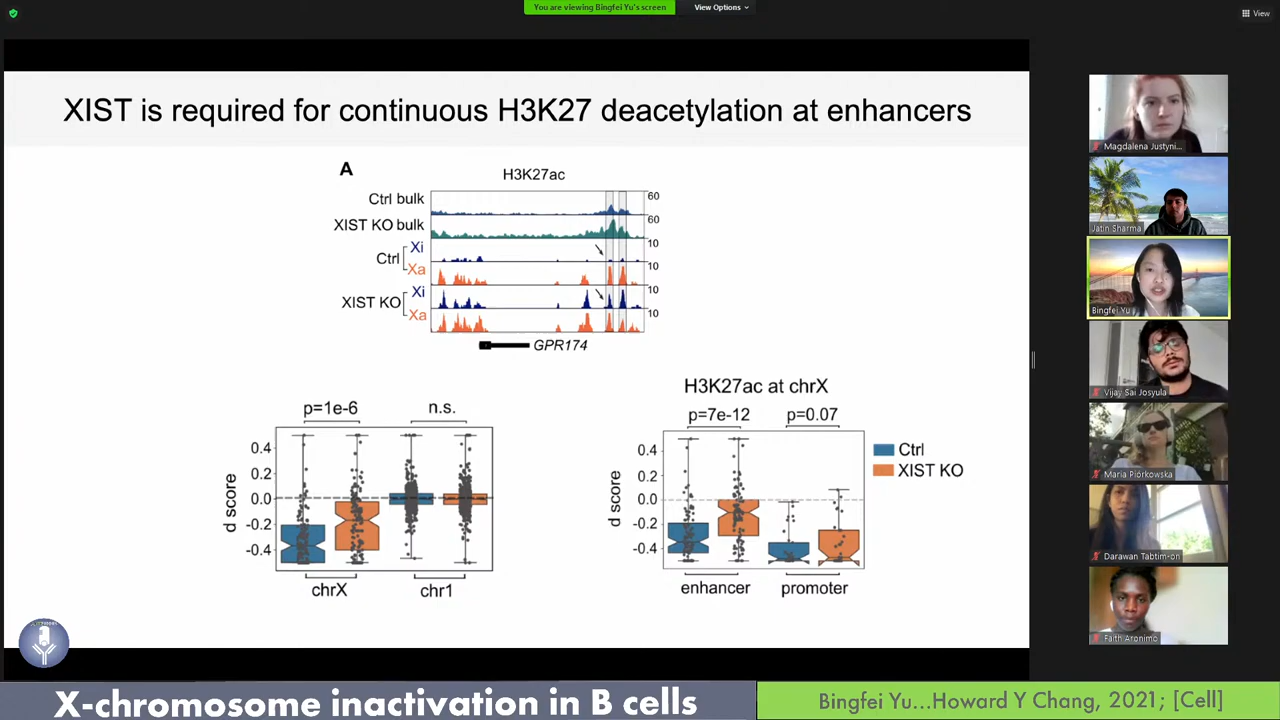 You are viewing Bingfei Yu's screen
View Options
View
XIST is required for continuous H3K27 deacetylation at enhancers
A
H3K27ac
Ctrl bulk
60
XIST KO bulk
60
Ctrl
Xi
10
Xa
10
XIST KO
Xi
10
Xa
10
GPR174
p=1e-6
n.s.
0.4
0.2
0.0
-0.2
-0.4
d score
chrX
chr1
H3K27ac at chrX
p=7e-12
p=0.07
0.4
0.2
0.0
-0.2
-0.4
d score
enhancer
promoter
Ctrl
XIST KO
Magdalena Justyni...
Jatin Sharma
Bingfei Yu
Vijay Sai Josyula
Maria Piórkowska
Darawan Tabtim-on
Faith Aronimo
X-chromosome inactivation in B cells
Bingfei Yu...Howard Y Chang, 2021; [Cell]